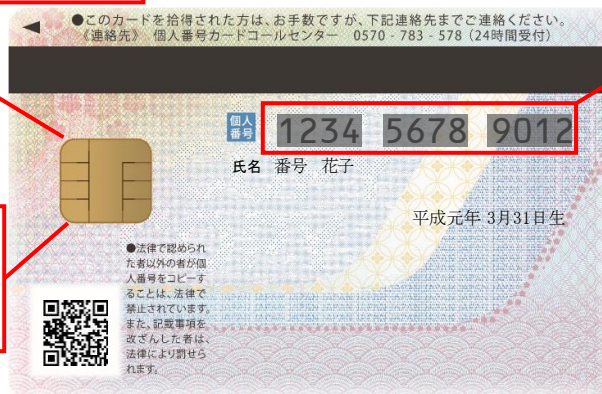 ●このカードを拾得された方は、お手数ですが、下記連絡先までご連絡ください。
《連絡先》 個人番号カードコールセンター 0570 - 783 - 578（24時間受付）
個人
番号
1234 5678 9012
氏名 番号 花子
平成元年 3月31日生
●法律で認められ
た者以外の者が個
人番号をコピーす
ることは、法律で
禁止されています。
また、記載事項を
改ざんした者は、
法律により罰せら
れます。